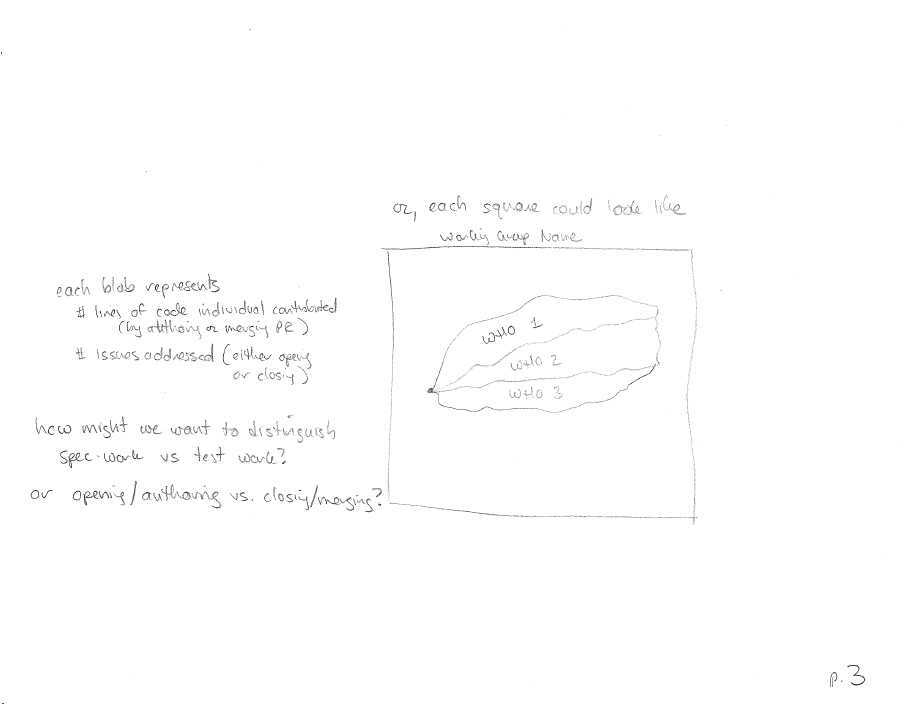 or, each square could look like
Working Group Name
each blob represents
# lines of code individual contributed
(by authoring or merging PR)
# issues addressed (either opening
or closing)
WHO 1
WHO 2
WHO 3
how might we want to distinguish
spec-work vs test work?
or opening/authoring vs. closing/merging?
p.3